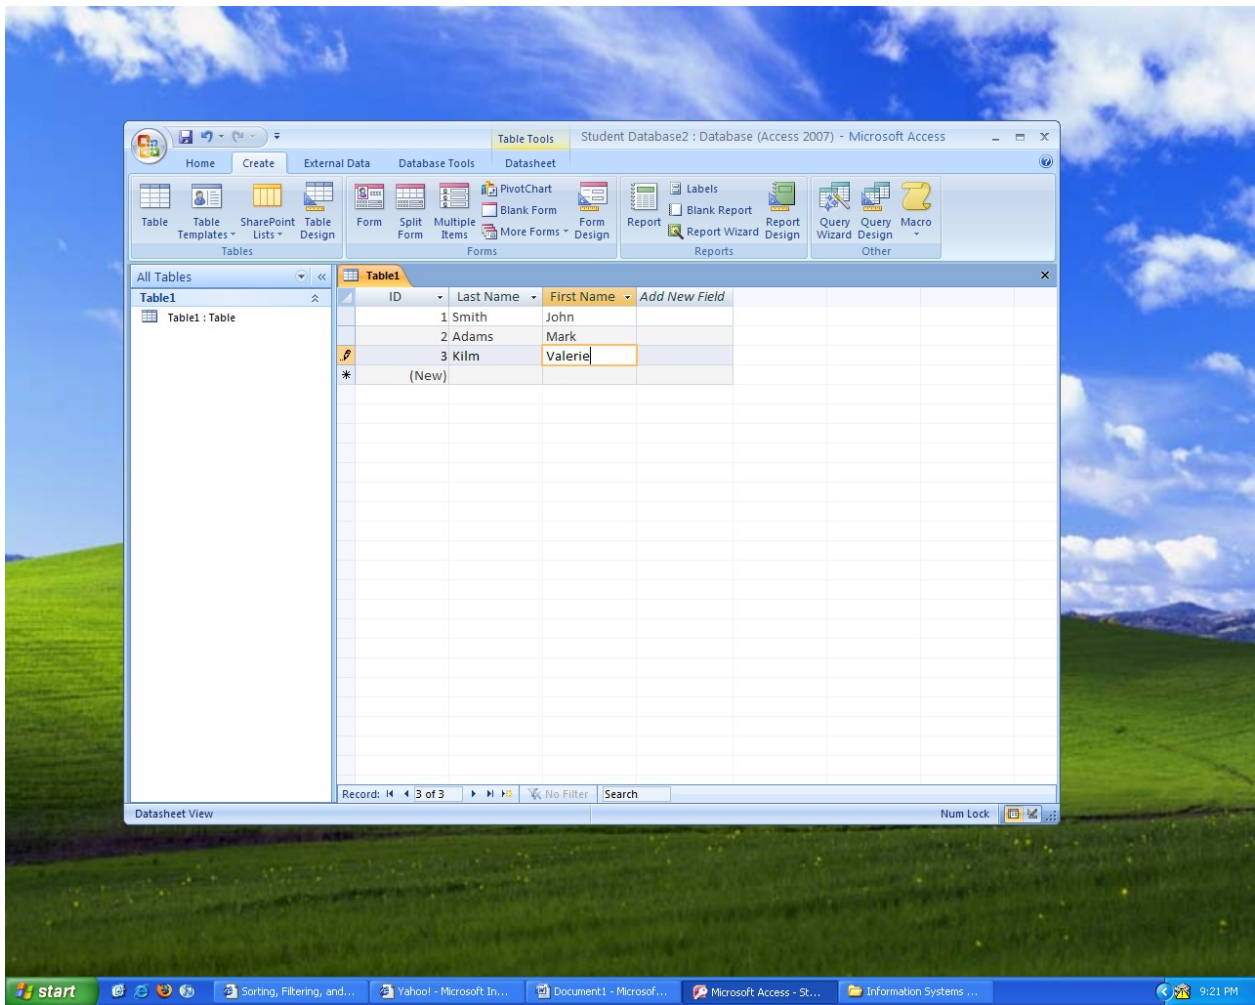 Table Tools Student Database2 : Database (Access 2007) - Microsoft Access
Home Create External Data Database Tools Datasheet
Table
Table Templates
SharePoint Lists
Table Design
Tables
Form
Split Form
Multiple Items
PivotChart
Blank Form
More Forms
Form Design
Forms
Report
Labels
Blank Report
Report Wizard
Report Design
Reports
Query Wizard
Query Design
Macro
Other
All Tables
Table1
Table1 : Table
Table1
ID Last Name First Name Add New Field
1 Smith John
2 Adams Mark
3 Kilm Valerie
(New)
Record: 3 of 3 No Filter Search
Datasheet View Num Lock
start Sorting, Filtering, and... Yahoo! - Microsoft In... Document1 - Microsof... Microsoft Access - St... Information Systems ... 9:21 PM